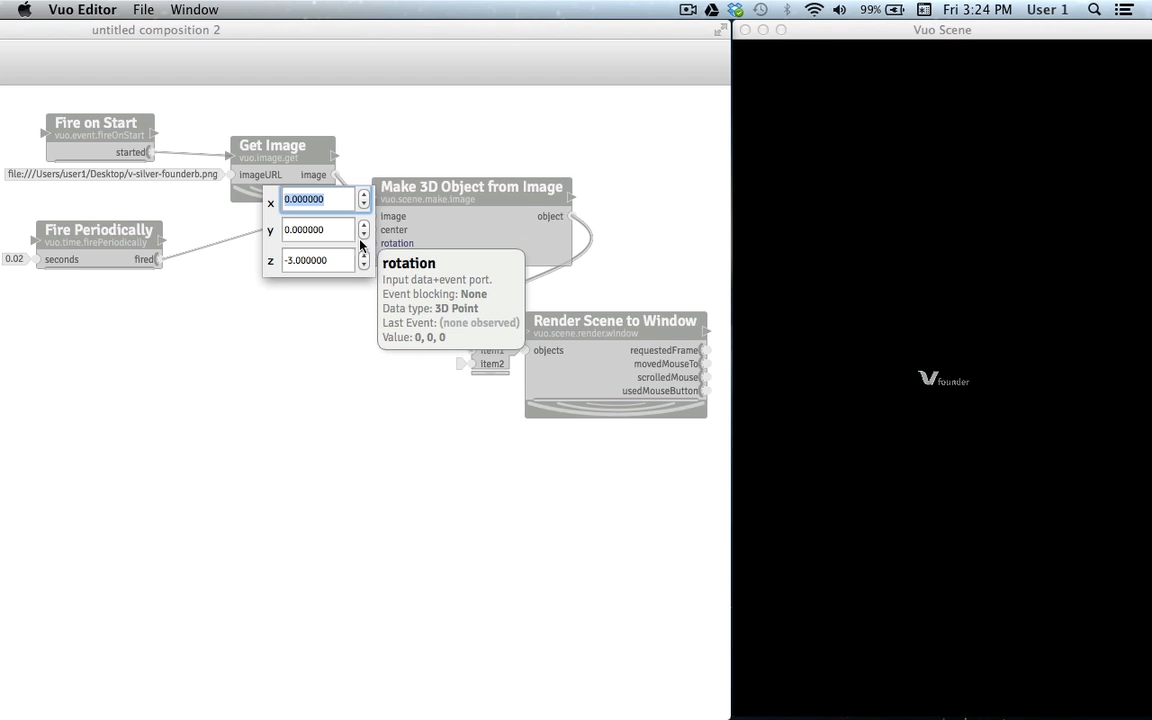 Vuo Editor File Window 99% Fri 3:24 PM User 1
untitled composition 2
Vuo Scene
Fire on Start
vuo.event.fireOnStart
started
Get Image
vuo.image.get
file:///Users/user1/Desktop/v-silver-founderb.png
imageURL image
Make 3D Object from Image
vuo.scene.make.image
image object
center
rotation
x 0.000000
y 0.000000
z -3.000000
Fire Periodically
vuo.time.firePeriodically
0.02 seconds fired
rotation
Input data+event port.
Event blocking: None
Data type: 3D Point
Last Event: (none observed)
Value: 0, 0, 0
Render Scene to Window
vuo.scene.render.window
item1 objects requestedFrame
item2 movedMouseTo
scrolledMouse
usedMouseButton
V founder